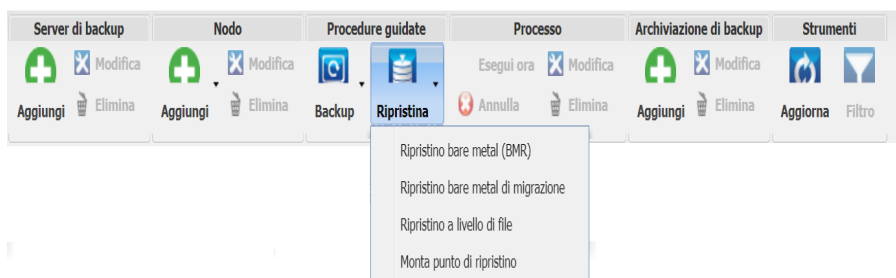 Server di backup
Nodo
Procedure guidate
Processo
Archiviazione di backup
Strumenti
Aggiungi
Modifica
Elimina
Aggiungi
Modifica
Elimina
Backup
Ripristina
Esegui ora
Modifica
Annulla
Elimina
Aggiungi
Modifica
Elimina
Aggiorna
Filtro
Ripristino bare metal (BMR)
Ripristino bare metal di migrazione
Ripristino a livello di file
Monta punto di ripristino